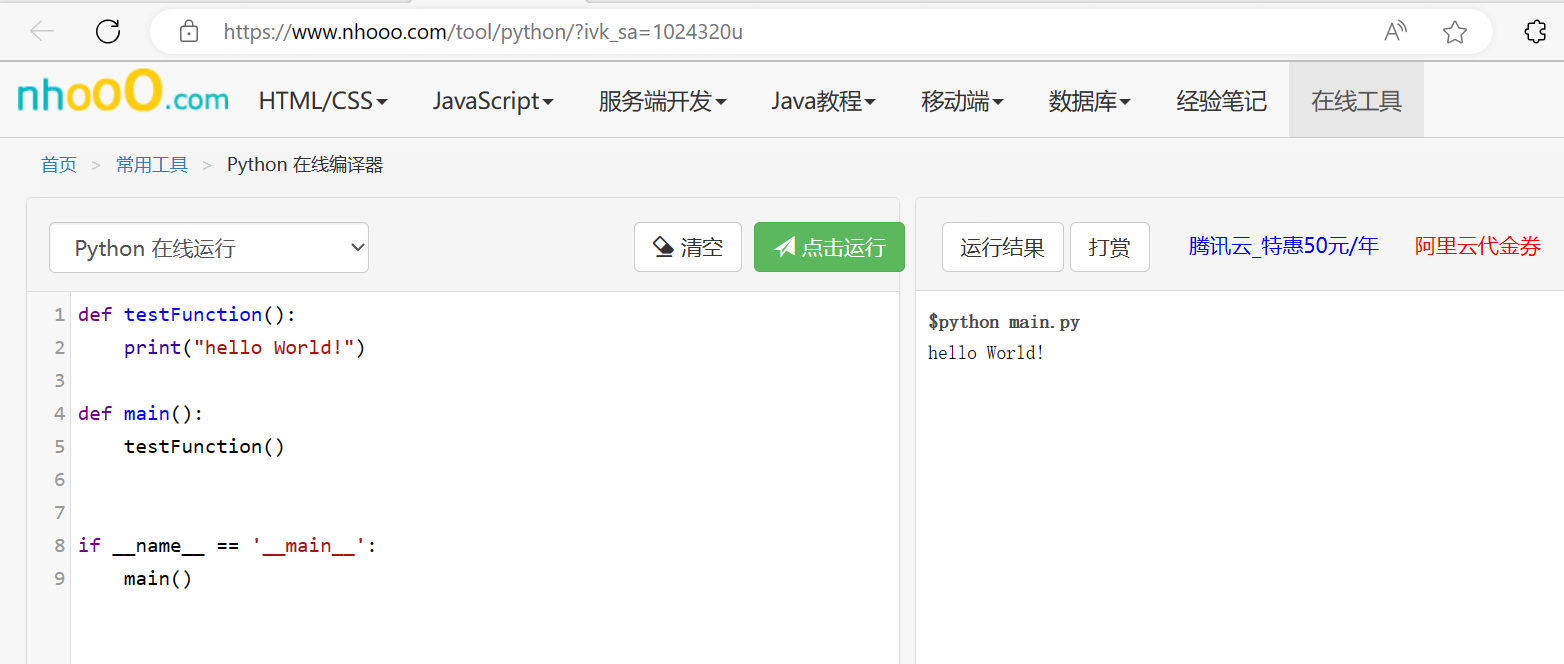 https://www.nhooo.com/tool/python/?ivk_sa=1024320u
nhooo.com HTML/CSS JavaScript 服务端开发 Java教程 移动端 数据库 经验笔记 在线工具
首页 > 常用工具 > Python 在线编译器
Python 在线运行 清空 点击运行
运行结果 打赏 腾讯云_特惠50元/年 阿里云代金券
1 def testFunction():
2     print("hello World!")
3
4 def main():
5     testFunction()
6
7
8 if __name__ == '__main__':
9     main()
$python main.py
hello World!